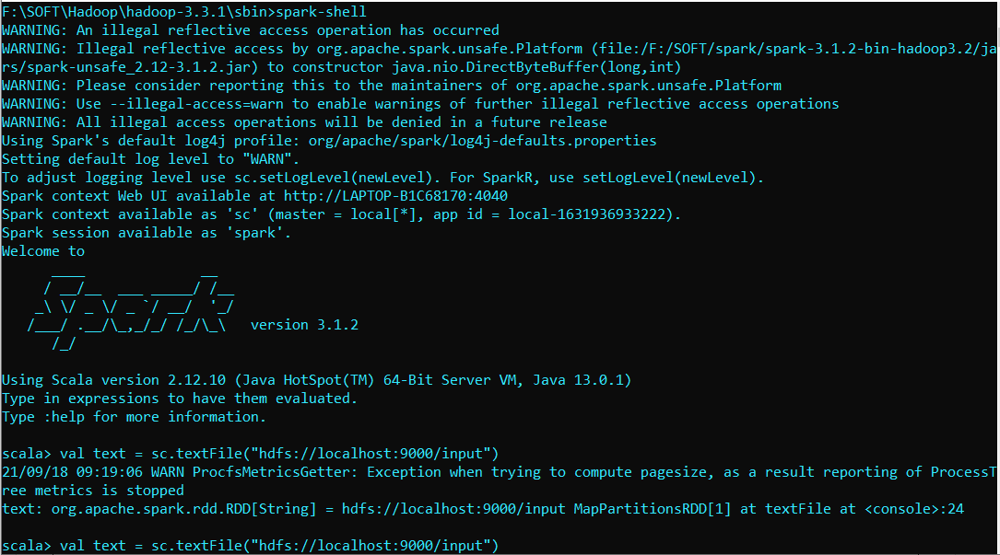 F:\SOFT\Hadoop\hadoop-3.3.1\sbin>spark-shell
WARNING: An illegal reflective access operation has occurred
WARNING: Illegal reflective access by org.apache.spark.unsafe.Platform (file:/F:/SOFT/spark/spark-3.1.2-bin-hadoop3.2/ja
rs/spark-unsafe_2.12-3.1.2.jar) to constructor java.nio.DirectByteBuffer(long,int)
WARNING: Please consider reporting this to the maintainers of org.apache.spark.unsafe.Platform
WARNING: Use --illegal-access=warn to enable warnings of further illegal reflective access operations
WARNING: All illegal access operations will be denied in a future release
Using Spark's default log4j profile: org/apache/spark/log4j-defaults.properties
Setting default log level to "WARN".
To adjust logging level use sc.setLogLevel(newLevel). For SparkR, use setLogLevel(newLevel).
Spark context Web UI available at http://LAPTOP-B1C68170:4040
Spark context available as 'sc' (master = local[*], app id = local-1631936933222).
Spark session available as 'spark'.
Welcome to
      ____              __
     / __/__  ___ _____/ /__
    _\ \/ _ \/ _ `/ __/  '_/
   /___/ .__/\_,_/_/ /_/\_\   version 3.1.2
      /_/
Using Scala version 2.12.10 (Java HotSpot(TM) 64-Bit Server VM, Java 13.0.1)
Type in expressions to have them evaluated.
Type :help for more information.
scala> val text = sc.textFile("hdfs://localhost:9000/input")
21/09/18 09:19:06 WARN ProcfsMetricsGetter: Exception when trying to compute pagesize, as a result reporting of ProcessT
ree metrics is stopped
text: org.apache.spark.rdd.RDD[String] = hdfs://localhost:9000/input MapPartitionsRDD[1] at textFile at <console>:24
scala> val text = sc.textFile("hdfs://localhost:9000/input")